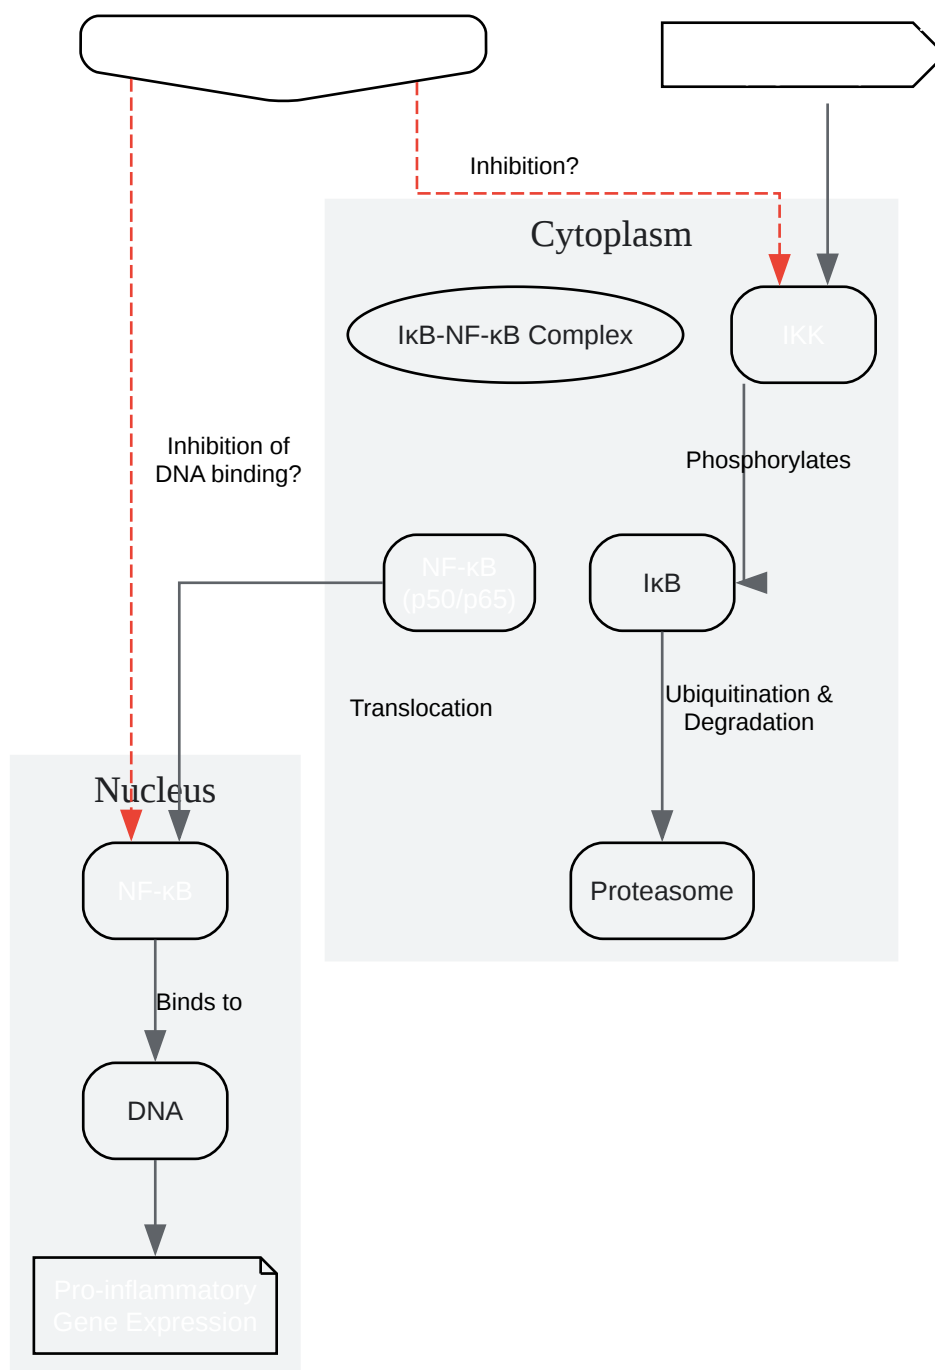 Inhibition?
Cytoplasm
IκB-NF-κB Complex
IKK
Inhibition of
DNA binding?
Phosphorylates
NF-κB
(p50/p65)
IκB
Translocation
Ubiquitination &
Degradation
Nucleus
NF-κB
Proteasome
Binds to
DNA
Pro-inflammatory
Gene Expression